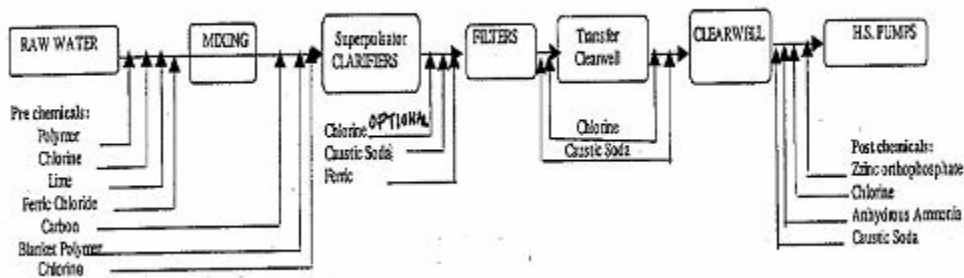 RAW WATER
MIXING
Superpulsator
CLARIFIERS
FILTERS
Transfer
Clearwell
CLEARWELL
H.S. PUMPS
Pre chemicals:
Polymer
Chlorine
Lime
Ferric Chloride
Carbon
Blanket Polymer
Chlorine
Chlorine OPTIONAL
Caustic Soda
Ferric
Chlorine
Caustic Soda
Post chemicals:
Zzinc orthophosphate
Chlorine
Anhydrous Ammonia
Caustic Soda